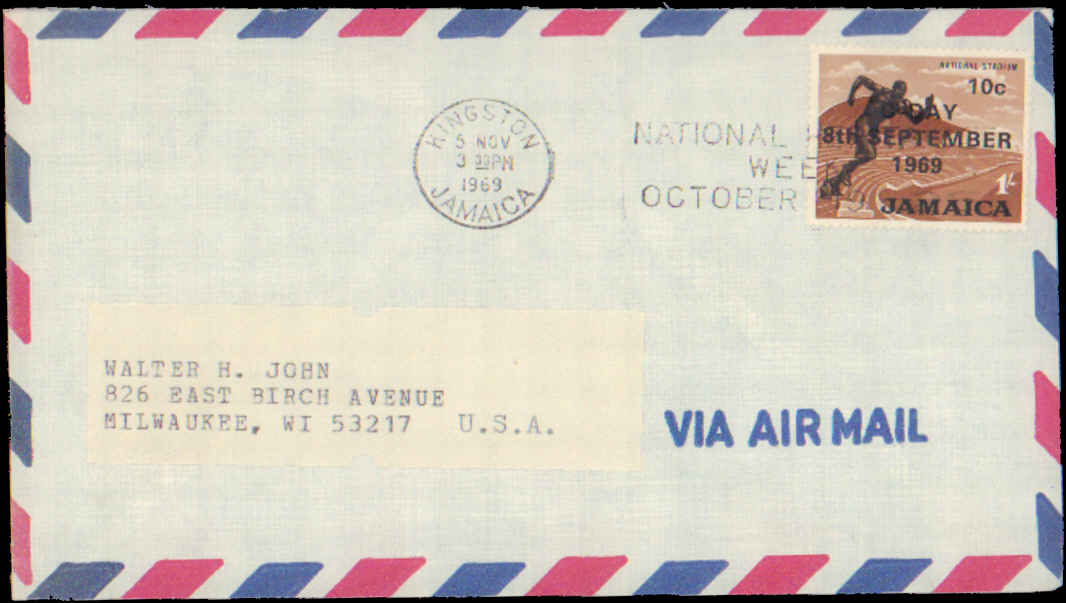 KINGSTON
5 NOV
3 30PM
1969
JAMAICA
NATIONAL
OCTOBER
NATIONAL STADIUM
10c
C-DAY
8th SEPTEMBER
1969
1/-
JAMAICA
WALTER H. JOHN
826 EAST BIRCH AVENUE
MILWAUKEE, WI 53217 U.S.A.
VIA AIR MAIL